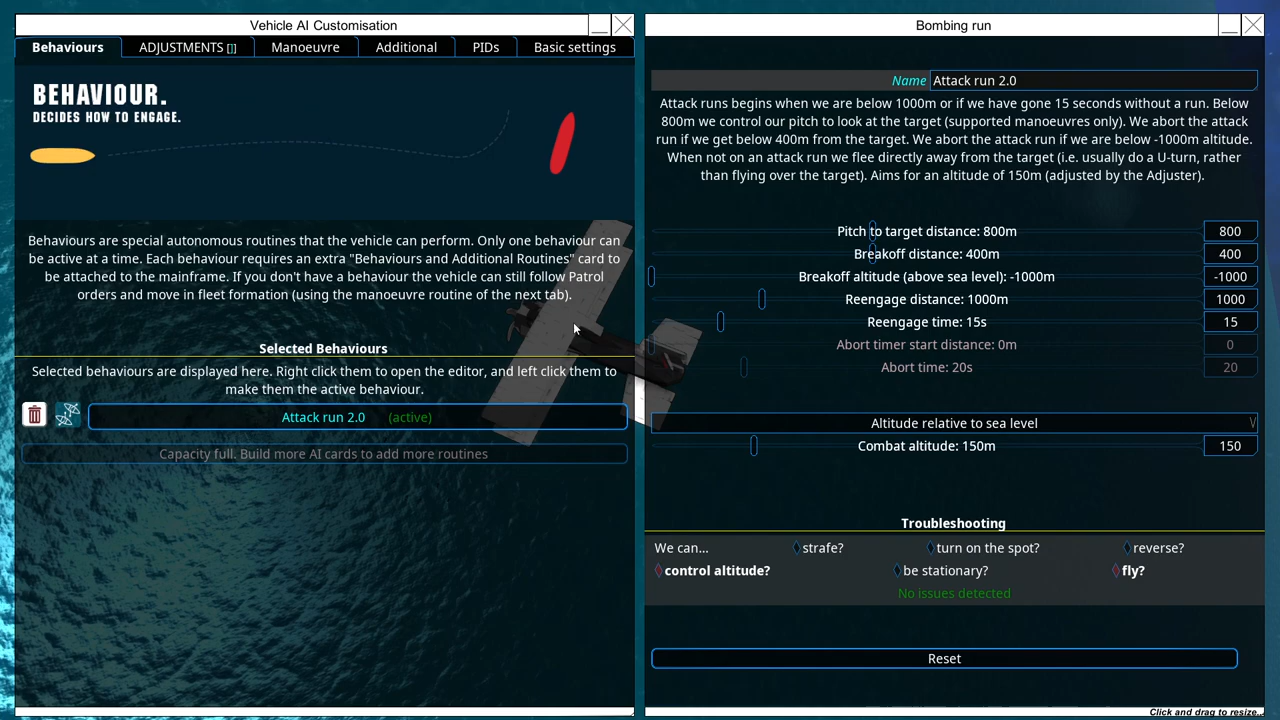 Vehicle AI Customisation
Behaviours
ADJUSTMENTS []
Manoeuvre
Additional
PIDs
Basic settings
BEHAVIOUR.
DECIDES HOW TO ENGAGE.
Behaviours are special autonomous routines that the vehicle can perform. Only one behaviour can
be active at a time. Each behaviour requires an extra "Behaviours and Additional Routines" card to
be attached to the mainframe. If you don't have a behaviour the vehicle can still follow Patrol
orders and move in fleet formation (using the manoeuvre routine of the next tab).
Selected Behaviours
Selected behaviours are displayed here. Right click them to open the editor, and left click them to
make them the active behaviour.
Attack run 2.0 (active)
Capacity full. Build more AI cards to add more routines
Bombing run
Name Attack run 2.0
Attack runs begins when we are below 1000m or if we have gone 15 seconds without a run. Below
800m we control our pitch to look at the target (supported manoeuvres only). We abort the attack
run if we get below 400m from the target. We abort the attack run if we are below -1000m altitude.
When not on an attack run we flee directly away from the target (i.e. usually do a U-turn, rather
than flying over the target). Aims for an altitude of 150m (adjusted by the Adjuster).
Pitch to target distance: 800m 800
Breakoff distance: 400m 400
Breakoff altitude (above sea level): -1000m -1000
Reengage distance: 1000m 1000
Reengage time: 15s 15
Abort timer start distance: 0m 0
Abort time: 20s 20
Altitude relative to sea level V
Combat altitude: 150m 150
Troubleshooting
We can... strafe? turn on the spot? reverse?
control altitude? be stationary? fly?
No issues detected
Reset
Click and drag to resize..